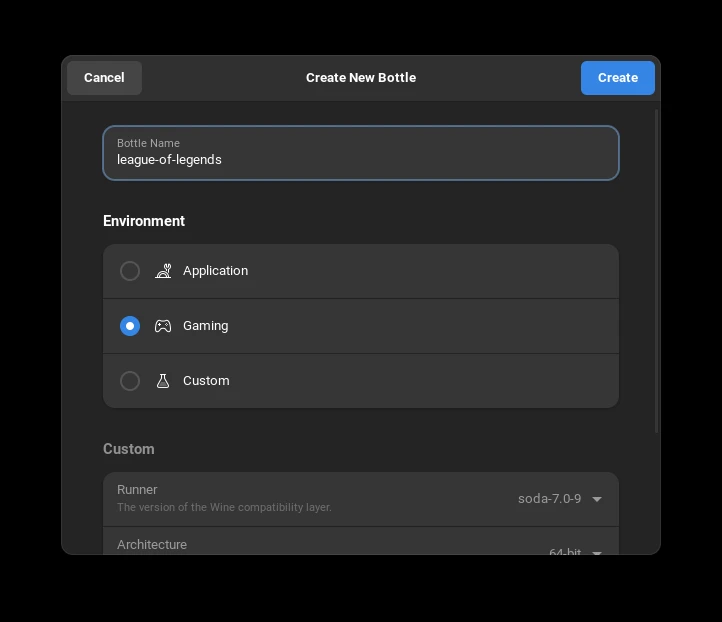 Cancel
Create New Bottle
Create
Bottle Name
league-of-legends
Environment
Application
Gaming
Custom
Custom
Runner
The version of the Wine compatibility layer.
soda-7.0-9
Architecture
64-bit